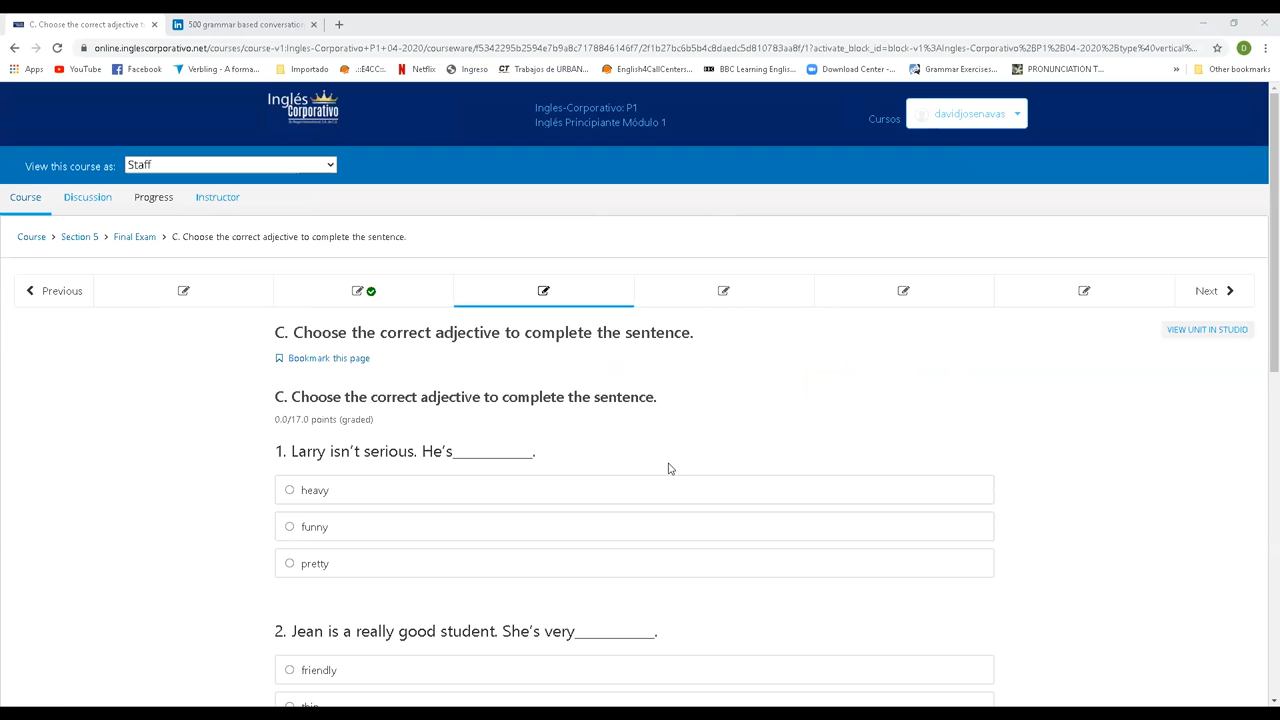 C. Choose the correct adjective to
500 grammar based conversation
online.inglescorporativo.net/courses/course-v1:Ingles-Corporativo+P1+04-2020/courseware/f5342295b2594e7b9a8c7178846146f7/2f1b27bc6b5b4c8daedc5d810783aa8f/1?activate_block_id=block-v1%3AIngles-Corporativo%2BP1%2B04-2020%2Btype@vertical...
Apps YouTube Facebook Verbling - A forma... Importado .::E4CC::. Netflix Ingreso Trabajos de URBAN... English4CallCenters... BBC Learning Englis... Download Center -... Grammar Exercises... PRONUNCIATION T... » Other bookmarks
Inglés
Corporativo
Ingles-Corporativo: P1
Inglés Principiante Módulo 1
Cursos
davidjosenavas
View this course as: Staff
Course Discussion Progress Instructor
Course > Section 5 > Final Exam > C. Choose the correct adjective to complete the sentence.
Previous Next
C. Choose the correct adjective to complete the sentence.
VIEW UNIT IN STUDIO
Bookmark this page
C. Choose the correct adjective to complete the sentence.
0.0/17.0 points (graded)
1. Larry isn't serious. He's__________.
heavy
funny
pretty
2. Jean is a really good student. She's very__________.
friendly
thin